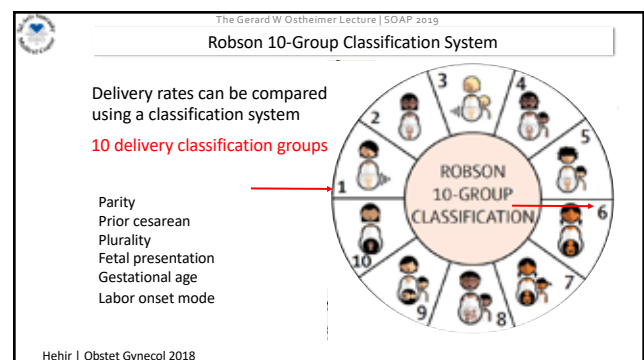 The Gerard W Ostheimer Lecture | SOAP 2019
Robson 10-Group Classification System
Delivery rates can be compared
using a classification system
10 delivery classification groups
Parity
Prior cesarean
Plurality
Fetal presentation
Gestational age
Labor onset mode
1
2
3
4
5
6
7
8
9
10
ROBSON
10-GROUP
CLASSIFICATION
Hehir | Obstet Gynecol 2018